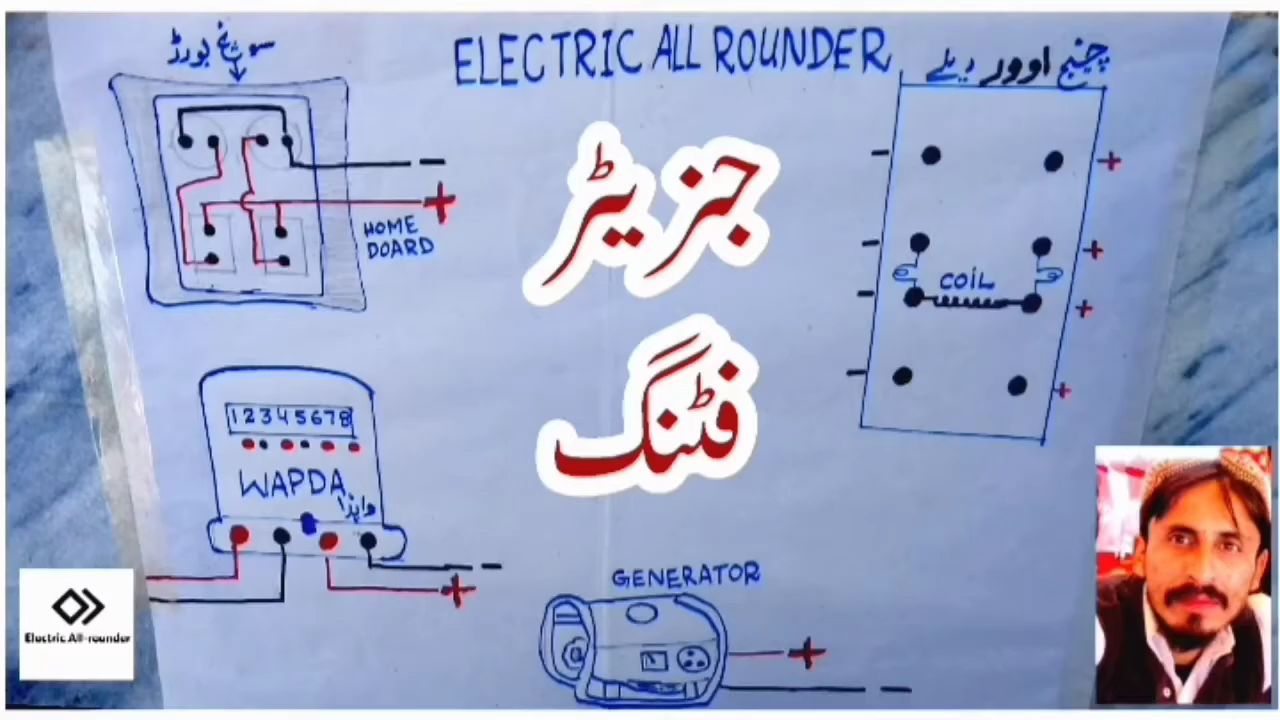 سوئچ بورڈ
ELECTRIC ALL ROUNDER
چینج اوور ریلے
جنریٹر
فٹنگ
HOME
DOARD
COIL
12345678
WAPDA
واپڈا
GENERATOR
Electric All-rounder